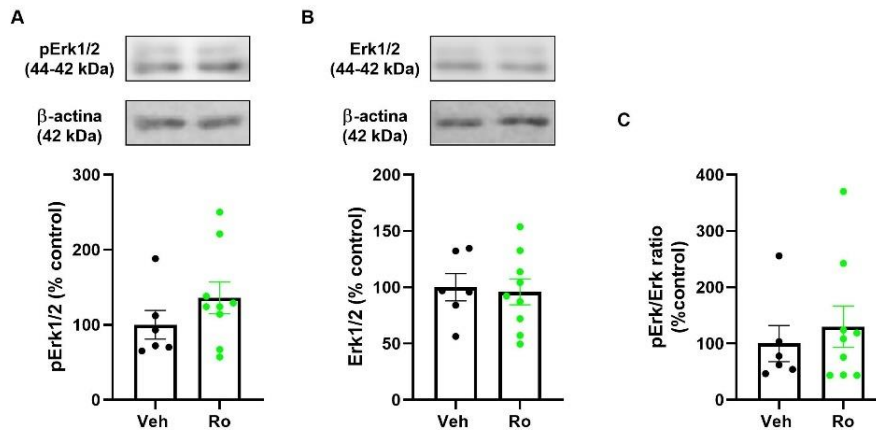 A
pErk1/2
(44-42 kDa)
β-actina
(42 kDa)
300
200
100
0
pErk1/2 (% control)
Veh Ro
B
Erk1/2
(44-42 kDa)
β-actina
(42 kDa)
200
150
100
50
0
Erk1/2 (% control)
Veh Ro
C
400
300
200
100
0
pErk/Erk ratio
(%control)
Veh Ro